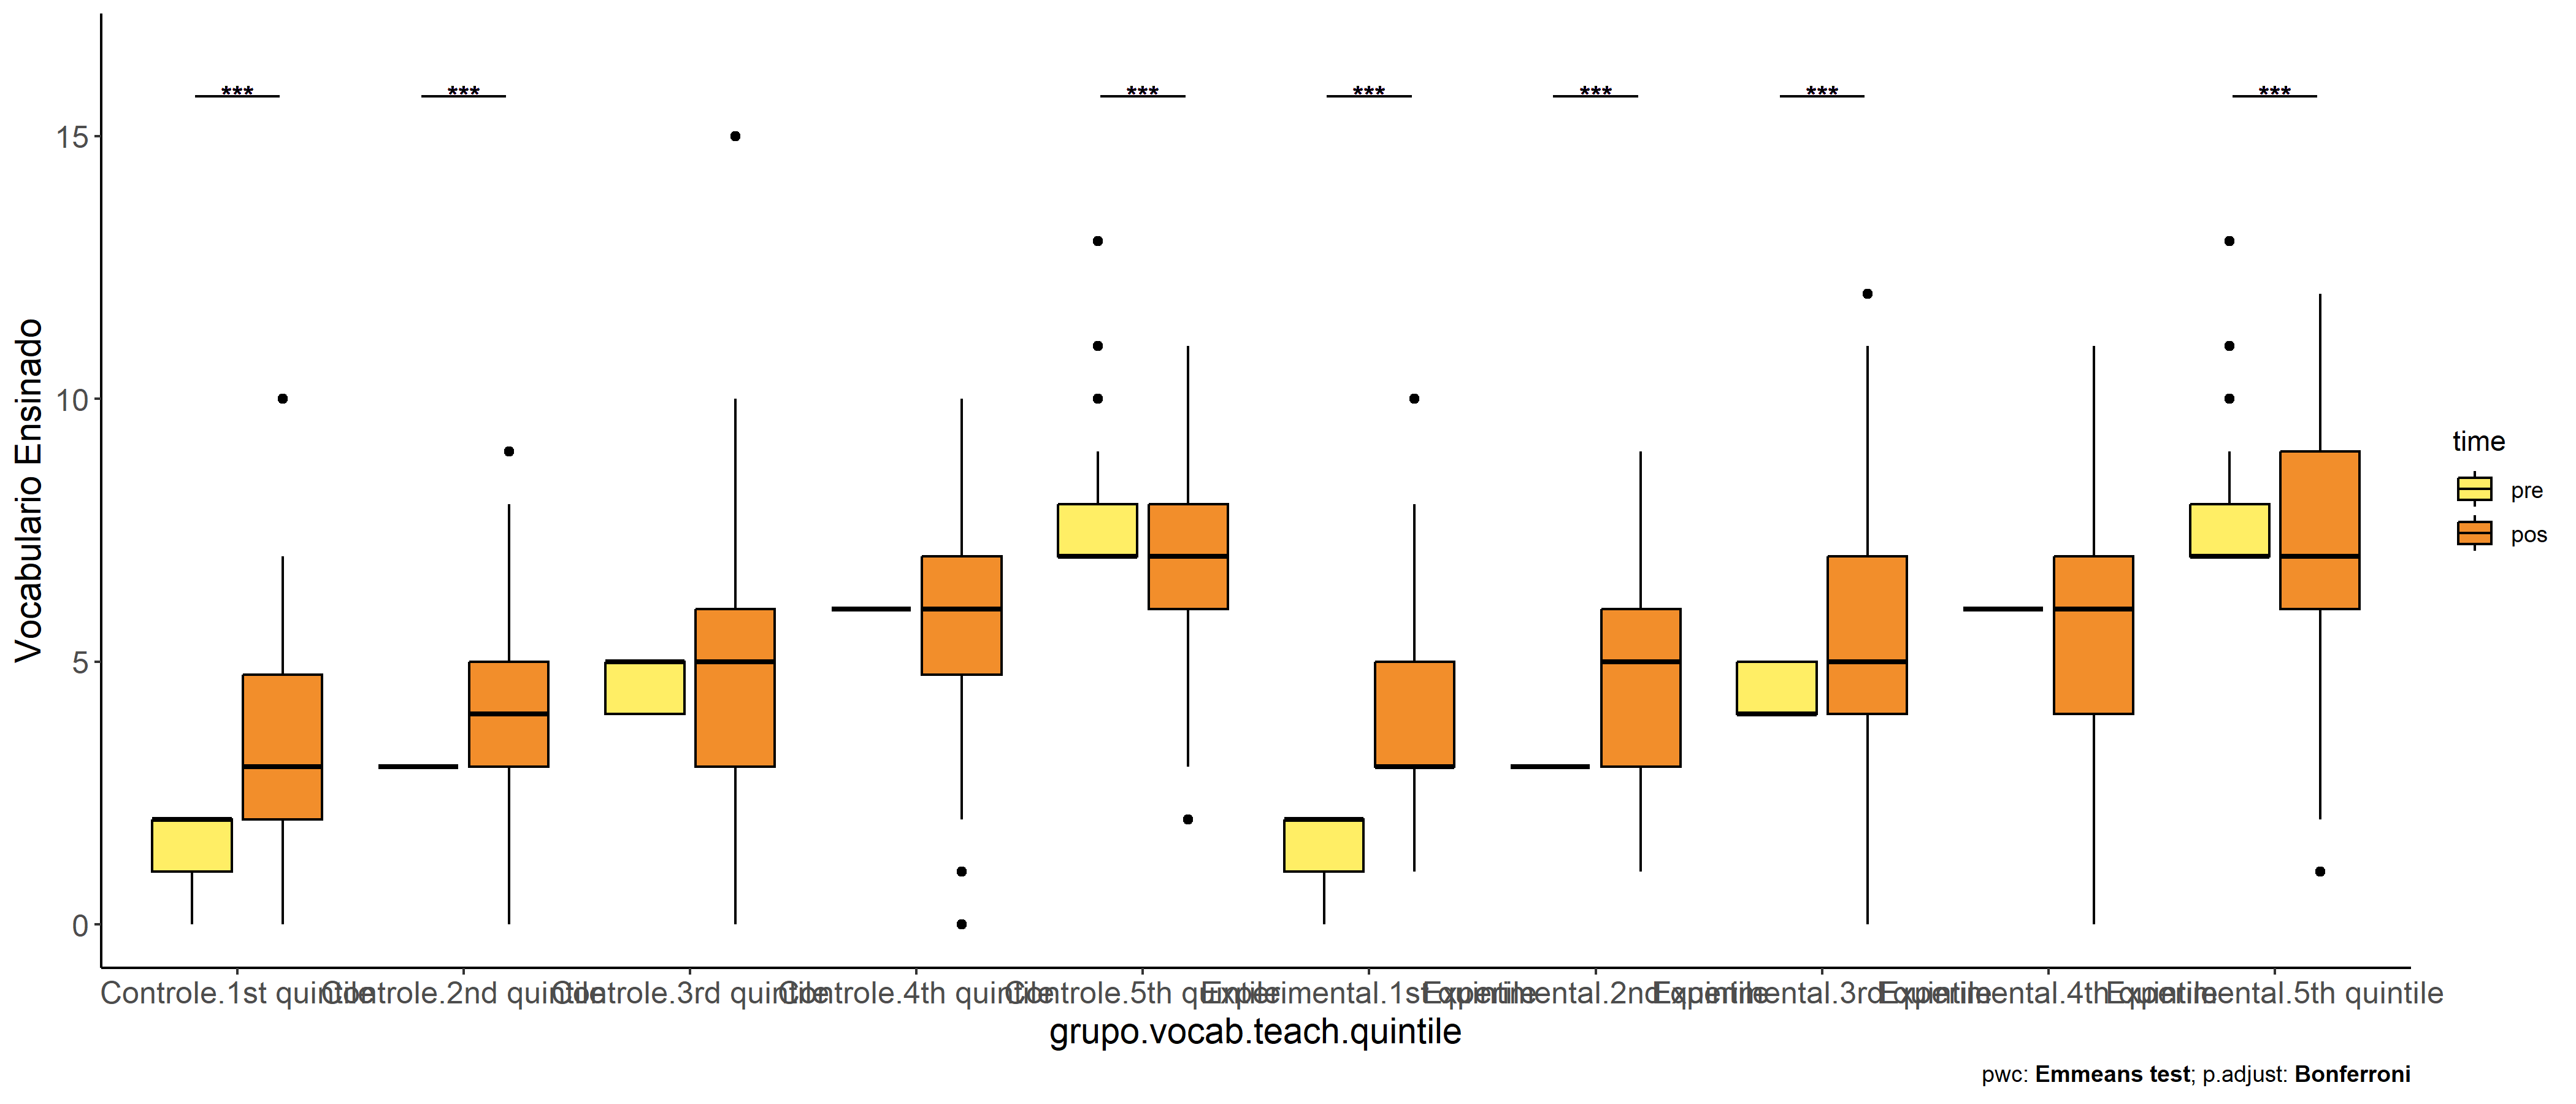 *** *** *** *** *** *** ***
15
10
5
0
Vocabulario Ensinado
time
pre
pos
Controle.1st quintile Controle.2nd quintile Controle.3rd quintile Controle.4th quintile Controle.5th quintile Experimental.1st quintile Experimental.2nd quintile Experimental.3rd quintile Experimental.4th quintile Experimental.5th quintile
grupo.vocab.teach.quintile
pwc: Emmeans test; p.adjust: Bonferroni